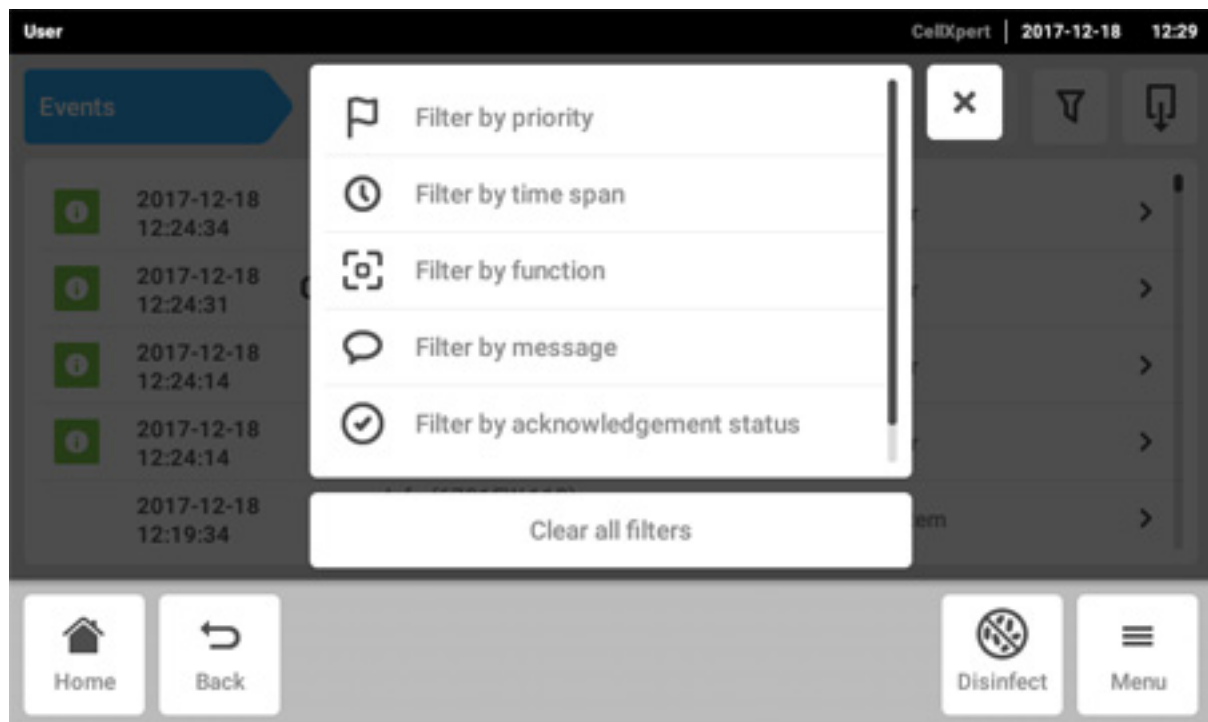 User
CellXpert | 2017-12-18 12:29
Events
Filter by priority
Filter by time span
Filter by function
Filter by message
Filter by acknowledgement status
Clear all filters
2017-12-18
12:24:34
2017-12-18
12:24:31
2017-12-18
12:24:14
2017-12-18
12:24:14
2017-12-18
12:19:34
Home
Back
Disinfect
Menu